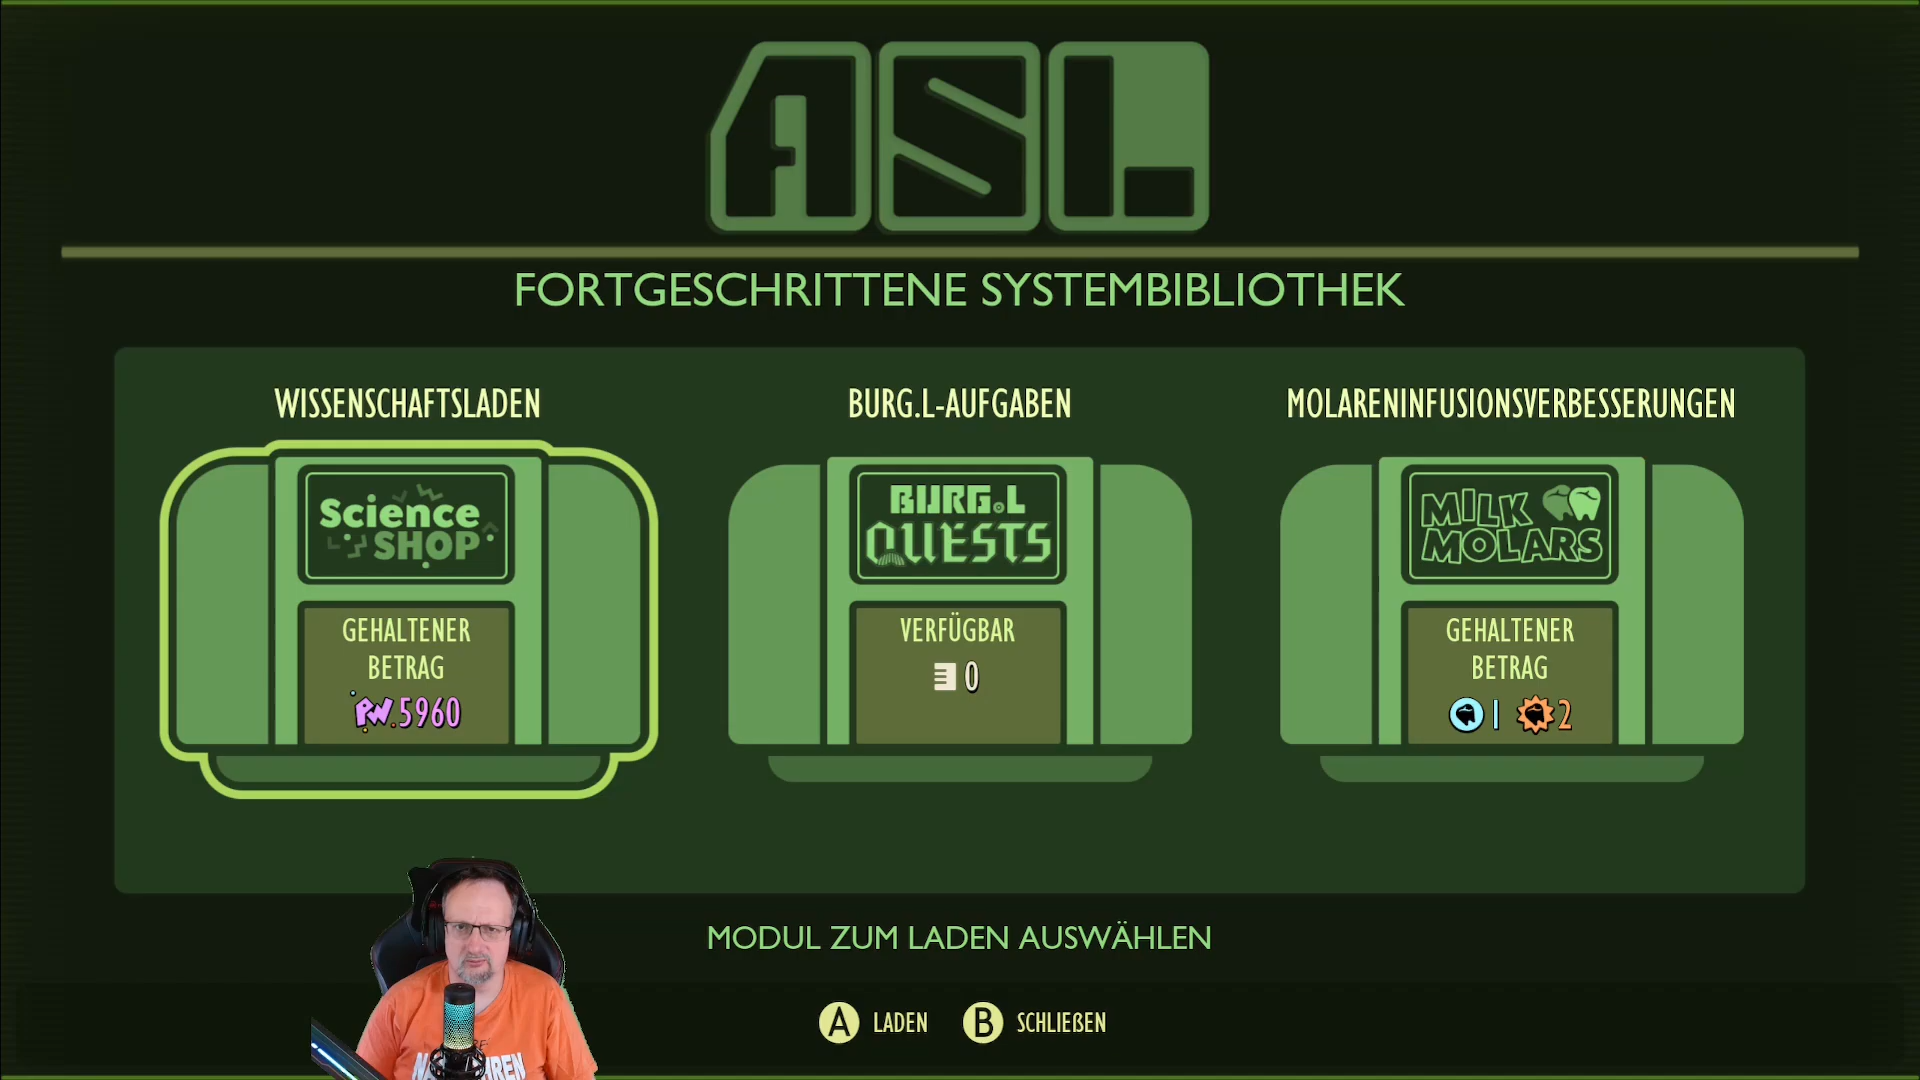 ASL
FORTGESCHRITTENE SYSTEMBIBLIOTHEK
WISSENSCHAFTSLADEN
Science
SHOP
GEHALTENER
BETRAG
RW.5960
BURG.L-AUFGABEN
BURG.L
QUESTS
VERFÜGBAR
0
MOLARENINFUSIONSVERBESSERUNGEN
MILK
MOLARS
GEHALTENER
BETRAG
1 2
MODUL ZUM LADEN AUSWÄHLEN
A LADEN B SCHLIEẞEN